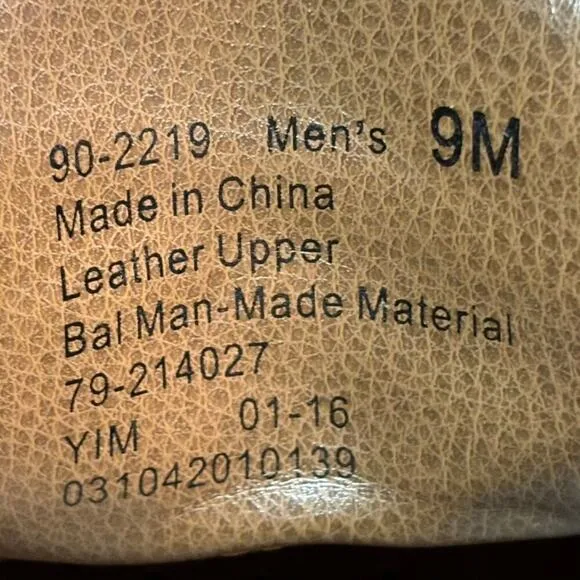 90-2219 Men's 9M
Made in China
Leather Upper
Bal Man-Made Material
79-214027
YIM 01-16
031042010139